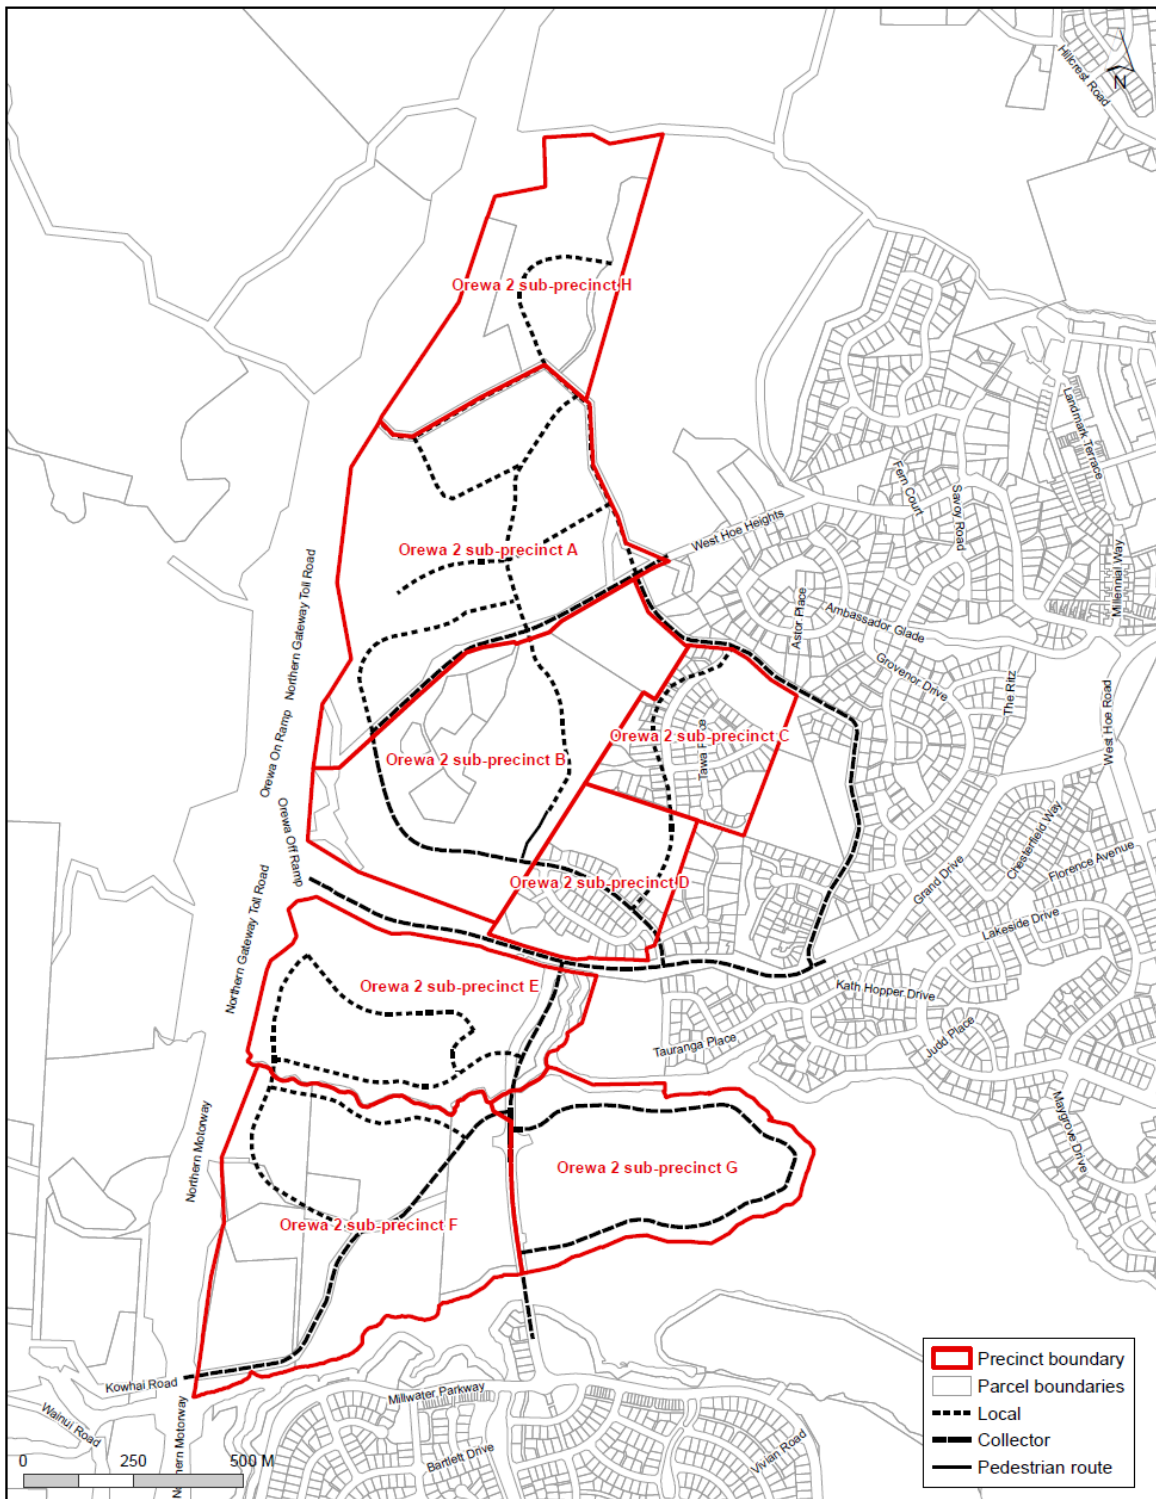 Hillcrest Road
N
Orewa 2 sub-precinct H
Landmark Terrace
Fern Court
Savoy Road
West Hoe Heights
Orewa 2 sub-precinct A
Northern Gateway Toll Road
Millennial Way
Astor Place
Ambassador Glade
Grovenor Drive
The Ritz
West Hoe Road
Orewa On Ramp
Orewa 2 sub-precinct C
Orewa 2 sub-precinct B
Orewa Off Ramp
Chesterfield Way
Florence Avenue
Grand Drive
Orewa 2 sub-precinct D
Lakeside Drive
Northern Gateway Toll Road
Orewa 2 sub-precinct E
Kath Hopper Drive
Tauranga Place
Judd Place
Maygrove Drive
Northern Motorway
Orewa 2 sub-precinct G
Orewa 2 sub-precinct F
Kowhai Road
Wainui Road
Millwater Parkway
Bartlett Drive
Vivian Road
0 250 500 M
Precinct boundary
Parcel boundaries
Local
Collector
Pedestrian route